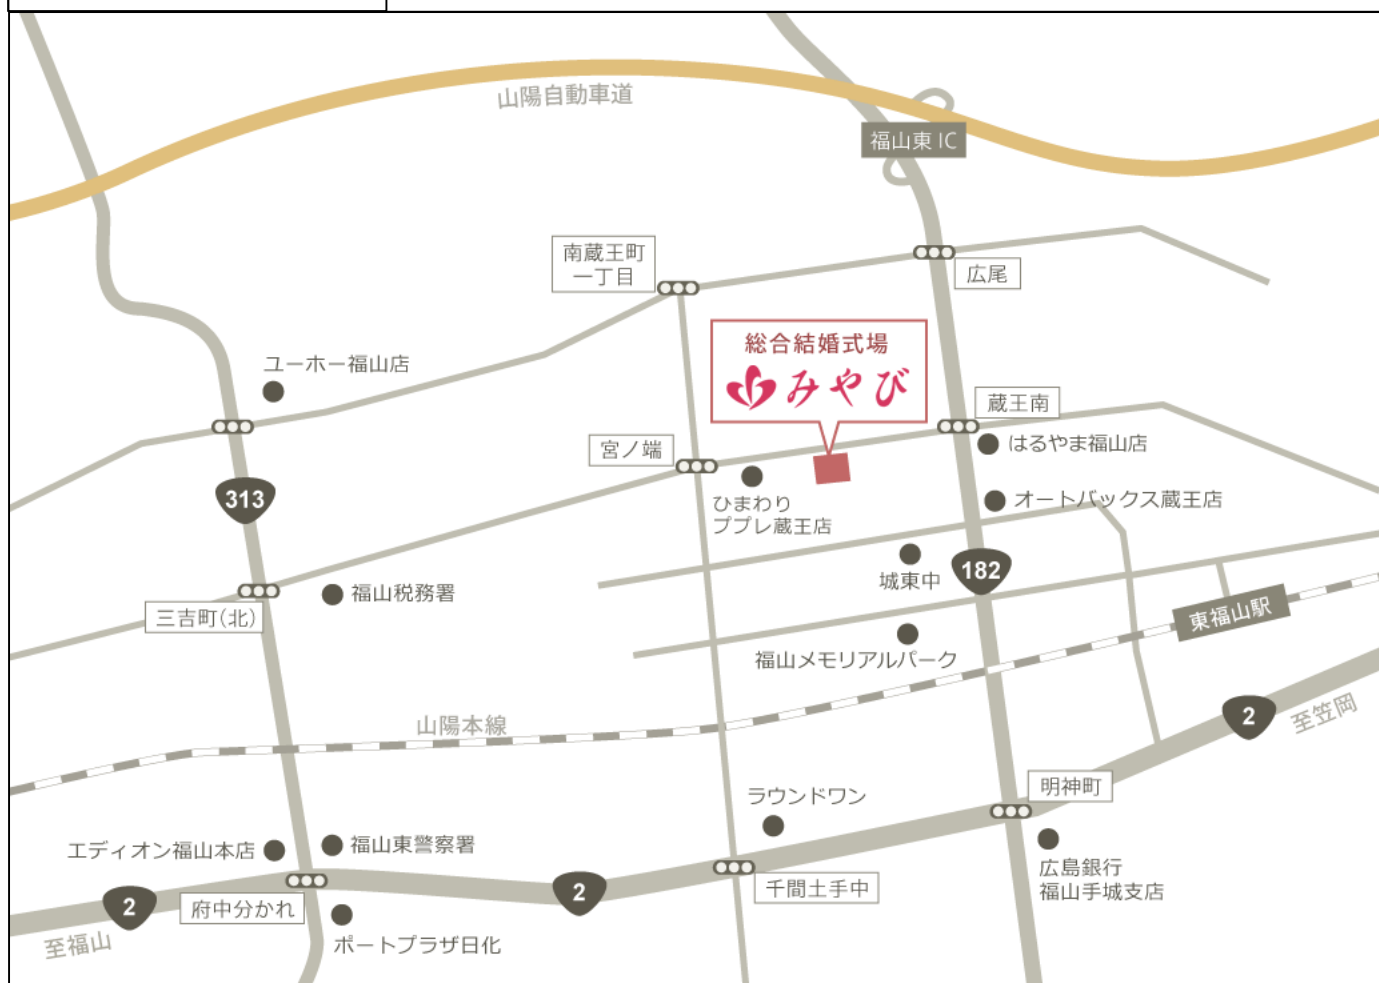 山陽自動車道
福山東 IC
南蔵王町
一丁目
広尾
総合結婚式場
みやび
ユーホー福山店
蔵王南
はるやま福山店
宮ノ端
ひまわり
ププレ蔵王店
オートバックス蔵王店
313
城東中
182
福山税務署
三吉町(北)
東福山駅
福山メモリアルパーク
山陽本線
2
至笠岡
明神町
ラウンドワン
エディオン福山本店
福山東警察署
広島銀行
福山手城支店
千間土手中
2
2
府中分かれ
至福山
ポートプラザ日化